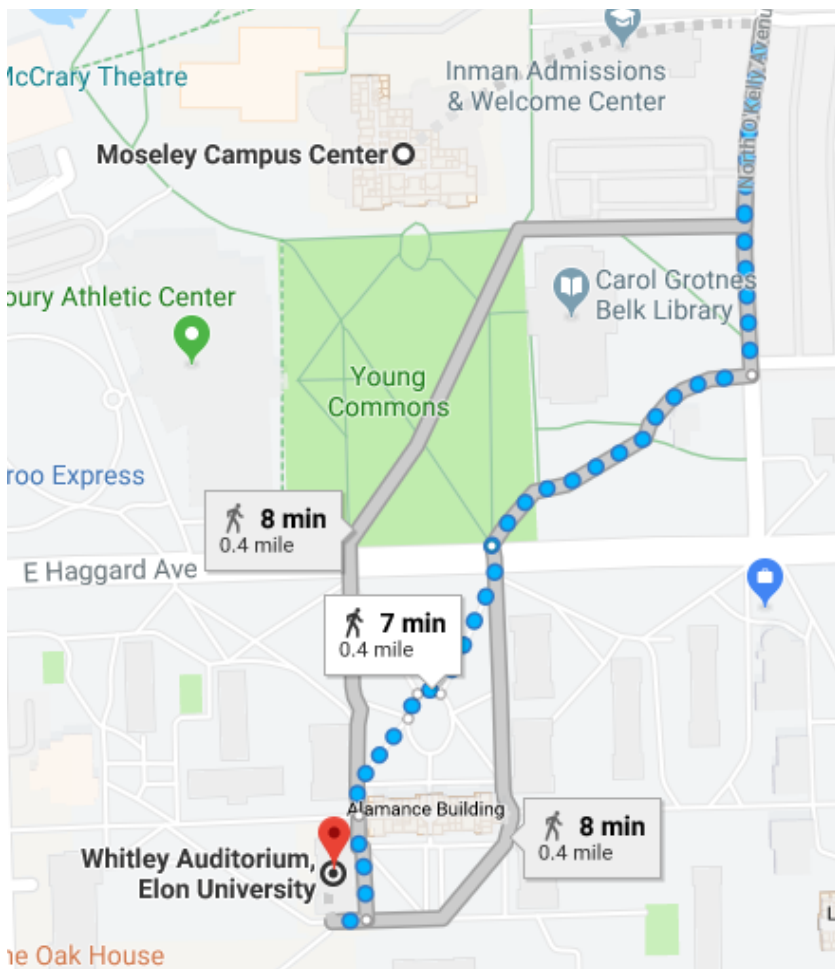 McCrary Theatre
Inman Admissions
& Welcome Center
North O'Kelly Avenue
Moseley Campus Center
Carol Grotnes
Belk Library
oury Athletic Center
Young
Commons
roo Express
8 min
0.4 mile
E Haggard Ave
7 min
0.4 mile
Alamance Building
8 min
0.4 mile
Whitley Auditorium,
Elon University
ne Oak House
L